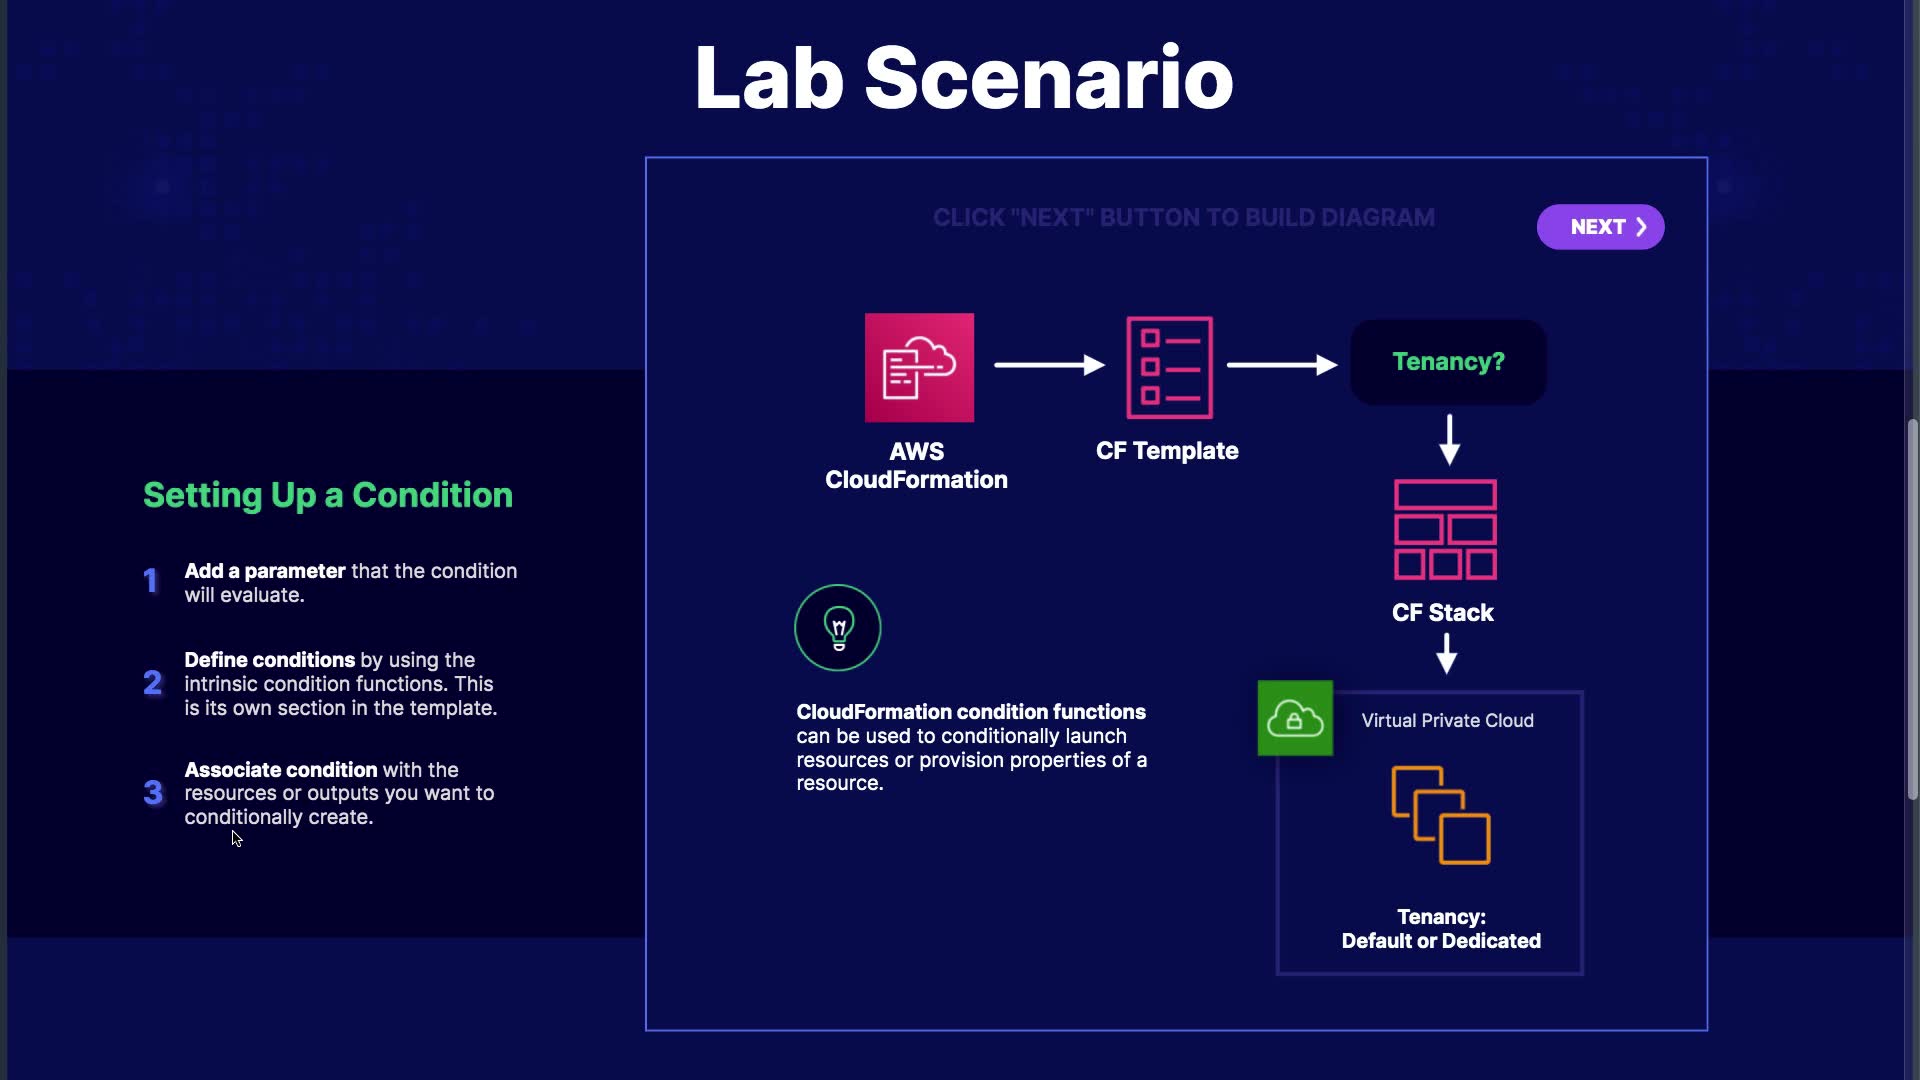 Lab Scenario
CLICK "NEXT" BUTTON TO BUILD DIAGRAM
NEXT
Tenancy?
AWS
CloudFormation
CF Template
Setting Up a Condition
1
Add a parameter that the condition
will evaluate.
2
Define conditions by using the
intrinsic condition functions. This
is its own section in the template.
3
Associate condition with the
resources or outputs you want to
conditionally create.
CF Stack
CloudFormation condition functions
can be used to conditionally launch
resources or provision properties of a
resource.
Virtual Private Cloud
Tenancy:
Default or Dedicated